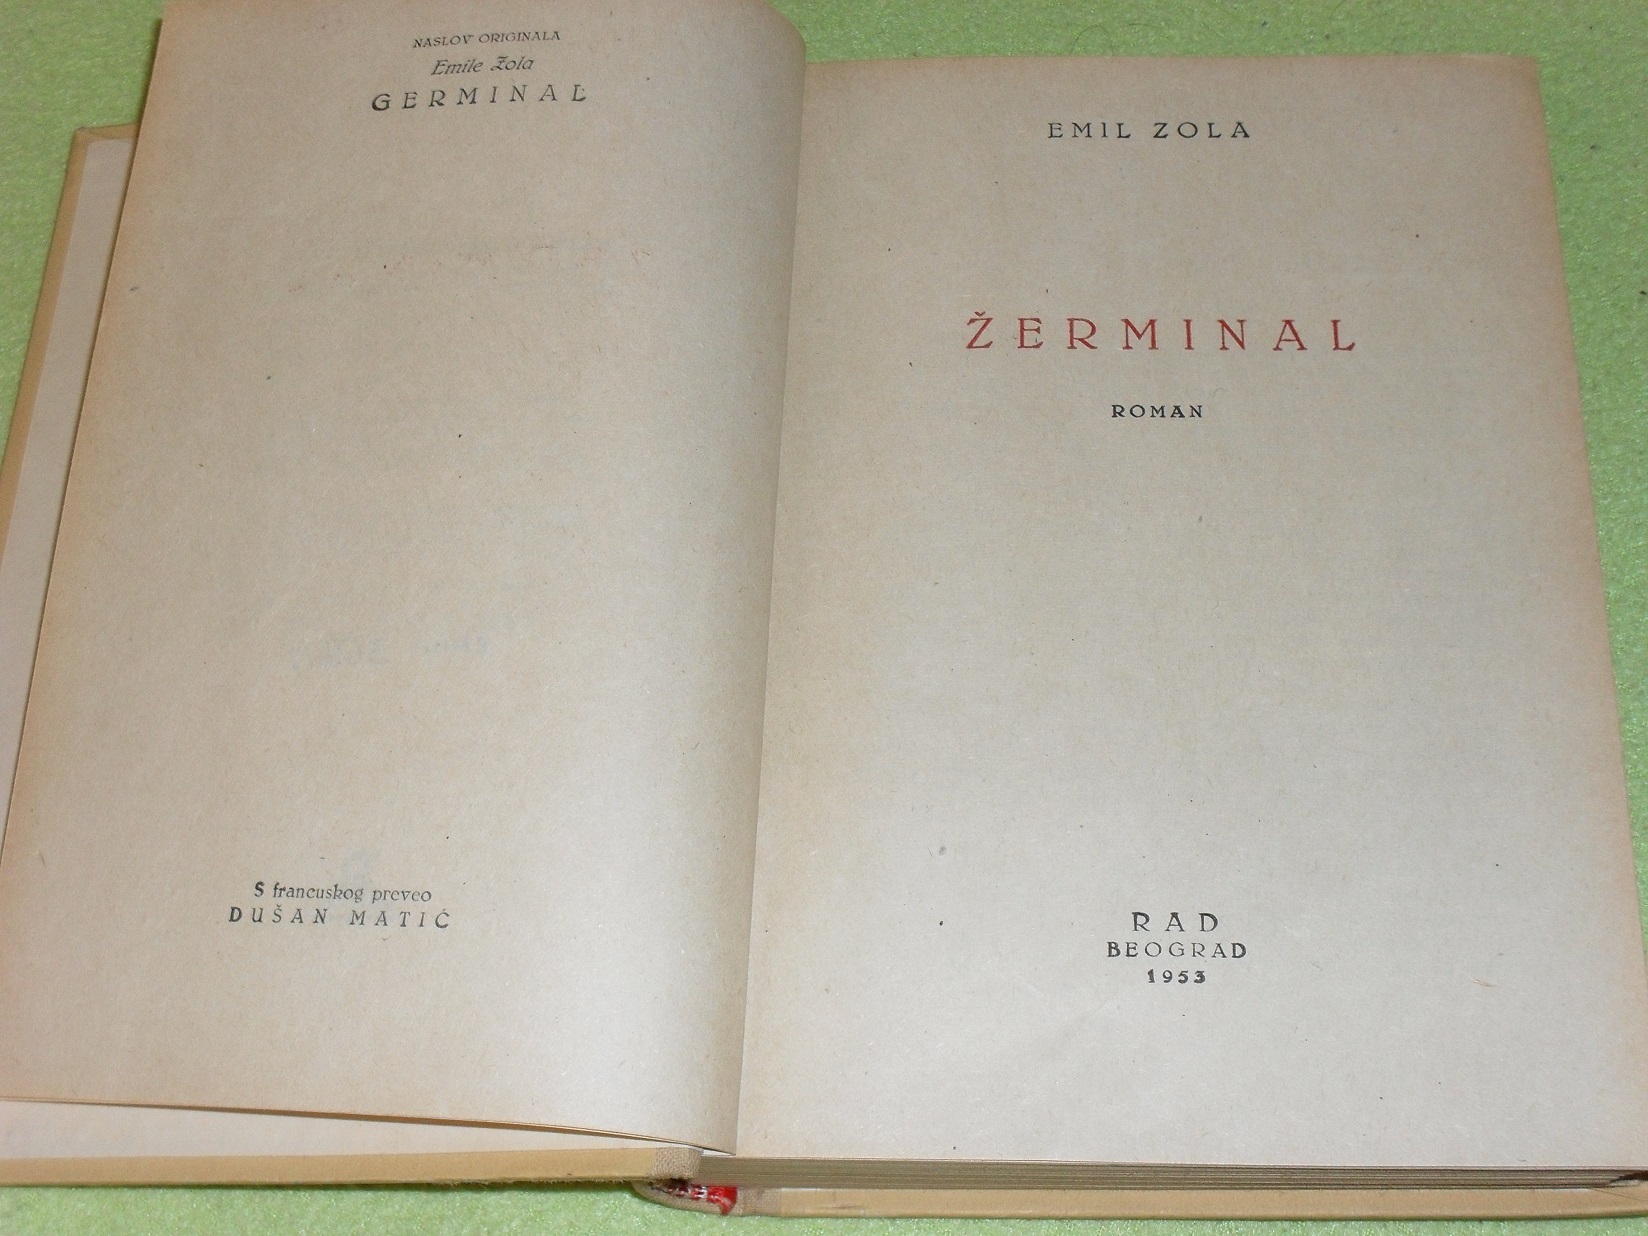 NASLOV ORIGINALA
Emile Zola
GERMINAL
S francuskog preveo
DUŠAN MATIĆ
EMIL ZOLA
ŽERMINAL
ROMAN
RAD
BEOGRAD
1953